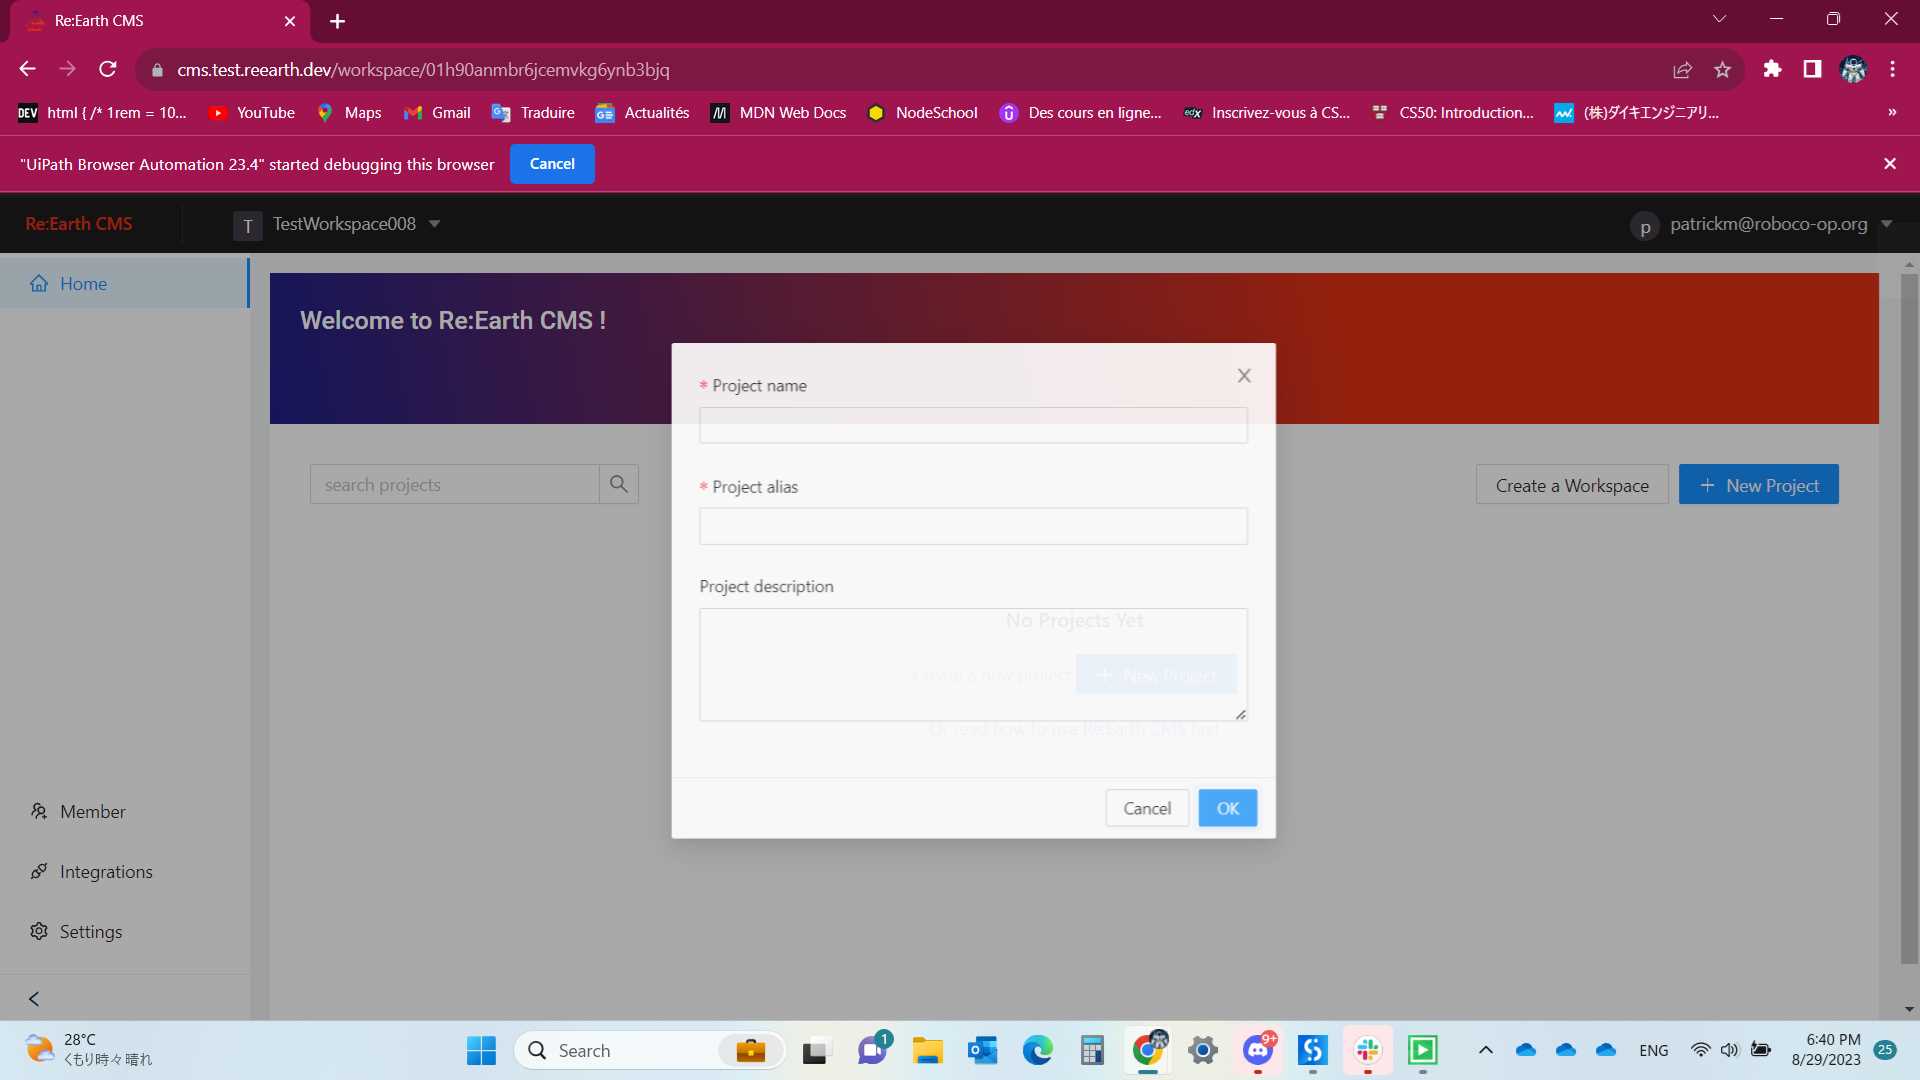 Re:Earth CMS
cms.test.reearth.dev/workspace/01h90anmbr6jcemvkg6ynb3bjq
DEV html { /* 1rem = 10... YouTube Maps Gmail Traduire Actualités MDN Web Docs NodeSchool Des cours en ligne... edX Inscrivez-vous à CS... CS50: Introduction... (株)ダイキエンジニアリ... »
"UiPath Browser Automation 23.4" started debugging this browser Cancel
Re:Earth CMS T TestWorkspace008 p patrickm@roboco-op.org
Home
Welcome to Re:Earth CMS !
* Project name
search projects
Create a Workspace + New Project
* Project alias
Project description
No Projects Yet
Create a new project + New Project
Or read how to use Re:Earth CMS first
Cancel OK
Member
Integrations
Settings
28°C
くもり時々晴れ
Search
1
9+
ENG
6:40 PM
8/29/2023
25